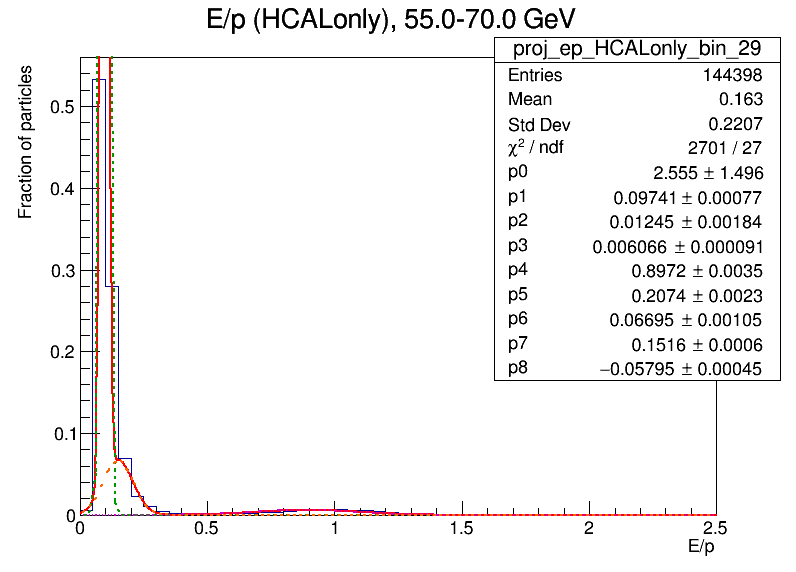 E/p (HCALonly), 55.0-70.0 GeV
proj_ep_HCALonly_bin_29
Entries 144398
Mean 0.163
Std Dev 0.2207
χ² / ndf 2701 / 27
p0 2.555 ± 1.496
p1 0.09741 ± 0.00077
p2 0.01245 ± 0.00184
p3 0.006066 ± 0.000091
p4 0.8972 ± 0.0035
p5 0.2074 ± 0.0023
p6 0.06695 ± 0.00105
p7 0.1516 ± 0.0006
p8 −0.05795 ± 0.00045
Fraction of particles
0.5
0.4
0.3
0.2
0.1
0
0 0.5 1 1.5 2 2.5
E/p